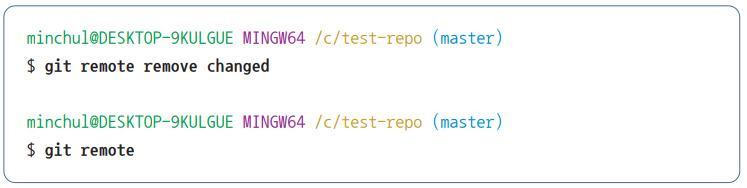 minchul@DESKTOP-9KULGUE MINGW64 /c/test-repo (master)
$ git remote remove changed
minchul@DESKTOP-9KULGUE MINGW64 /c/test-repo (master)
$ git remote